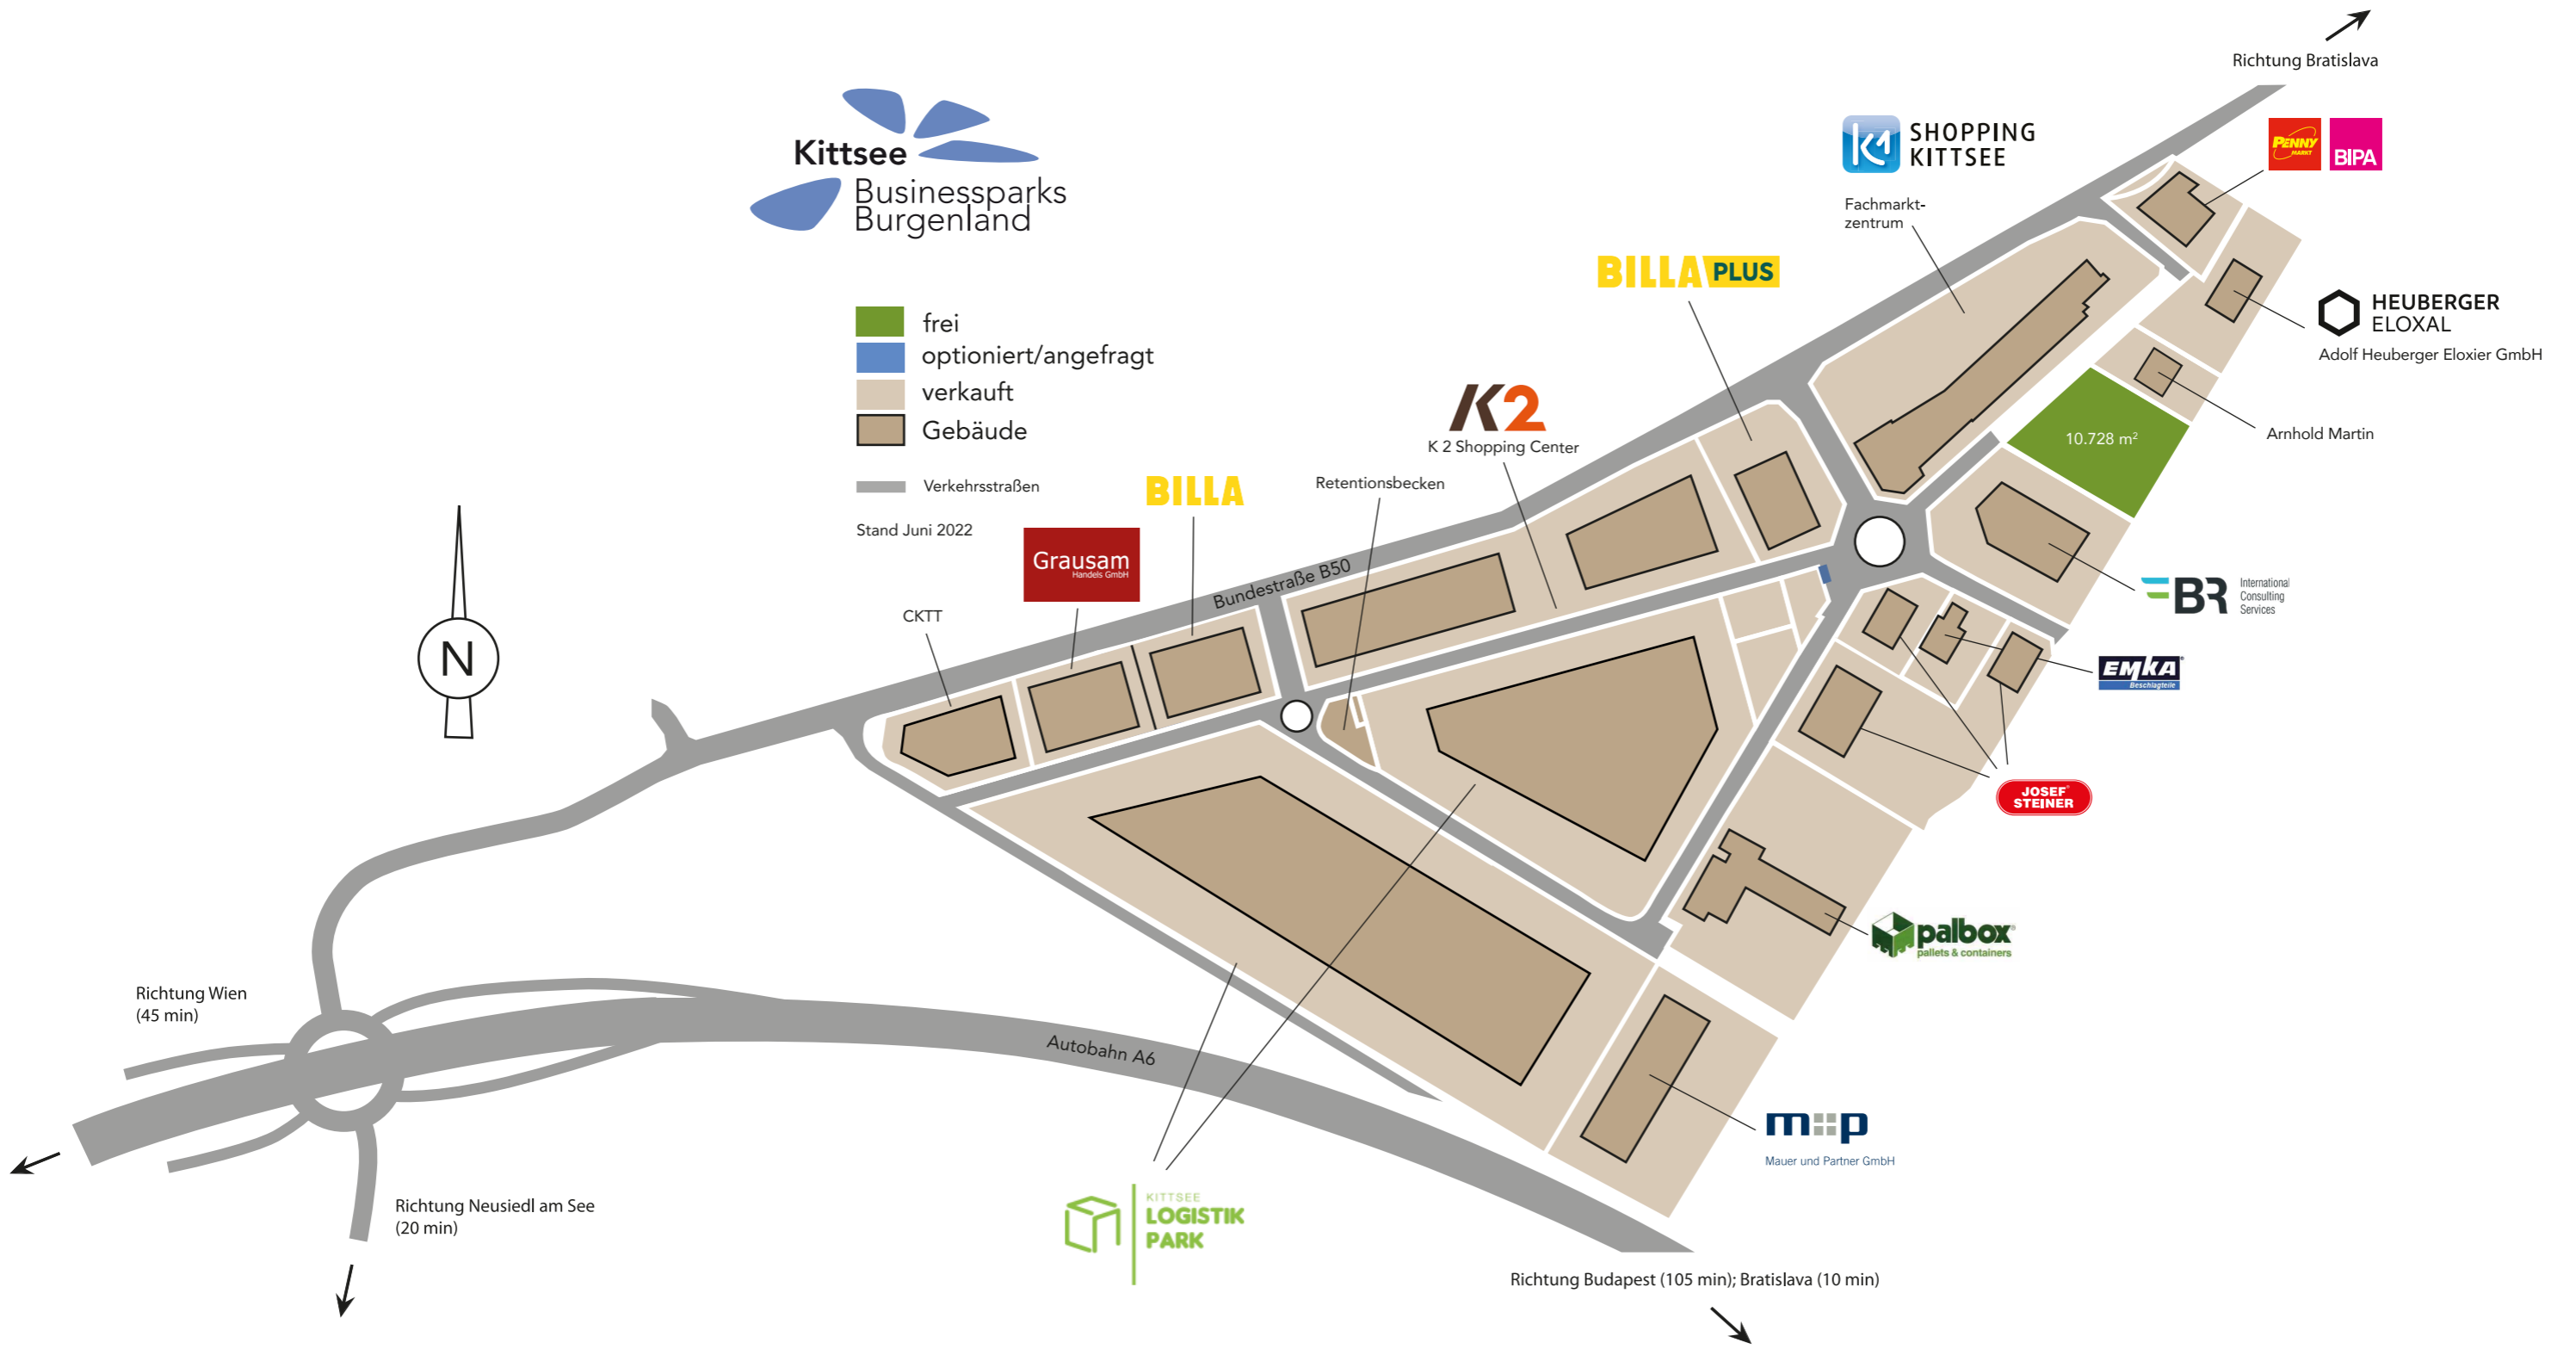 Richtung Bratislava
Kittsee
Businessparks
Burgenland
K1 SHOPPING
KITTSEE
PENNY
MARKT
BIPA
Fachmarkt-
zentrum
BILLA PLUS
HEUBERGER
ELOXAL
Adolf Heuberger Eloxier GmbH
frei
optioniert/angefragt
verkauft
Gebäude
Verkehrsstraßen
Stand Juni 2022
K2
K 2 Shopping Center
Arnhold Martin
10.728 m²
Retentionsbecken
BILLA
Grausam
Handels GmbH
CKTT
Bundestraße B50
BR
International
Consulting
Services
N
EMKA
Beschlagteile
JOSEF
STEINER
palbox
pallets & containers
Richtung Wien
(45 min)
Autobahn A6
m p
Mauer und Partner GmbH
Richtung Neusiedl am See
(20 min)
KITTSEE
LOGISTIK
PARK
Richtung Budapest (105 min); Bratislava (10 min)